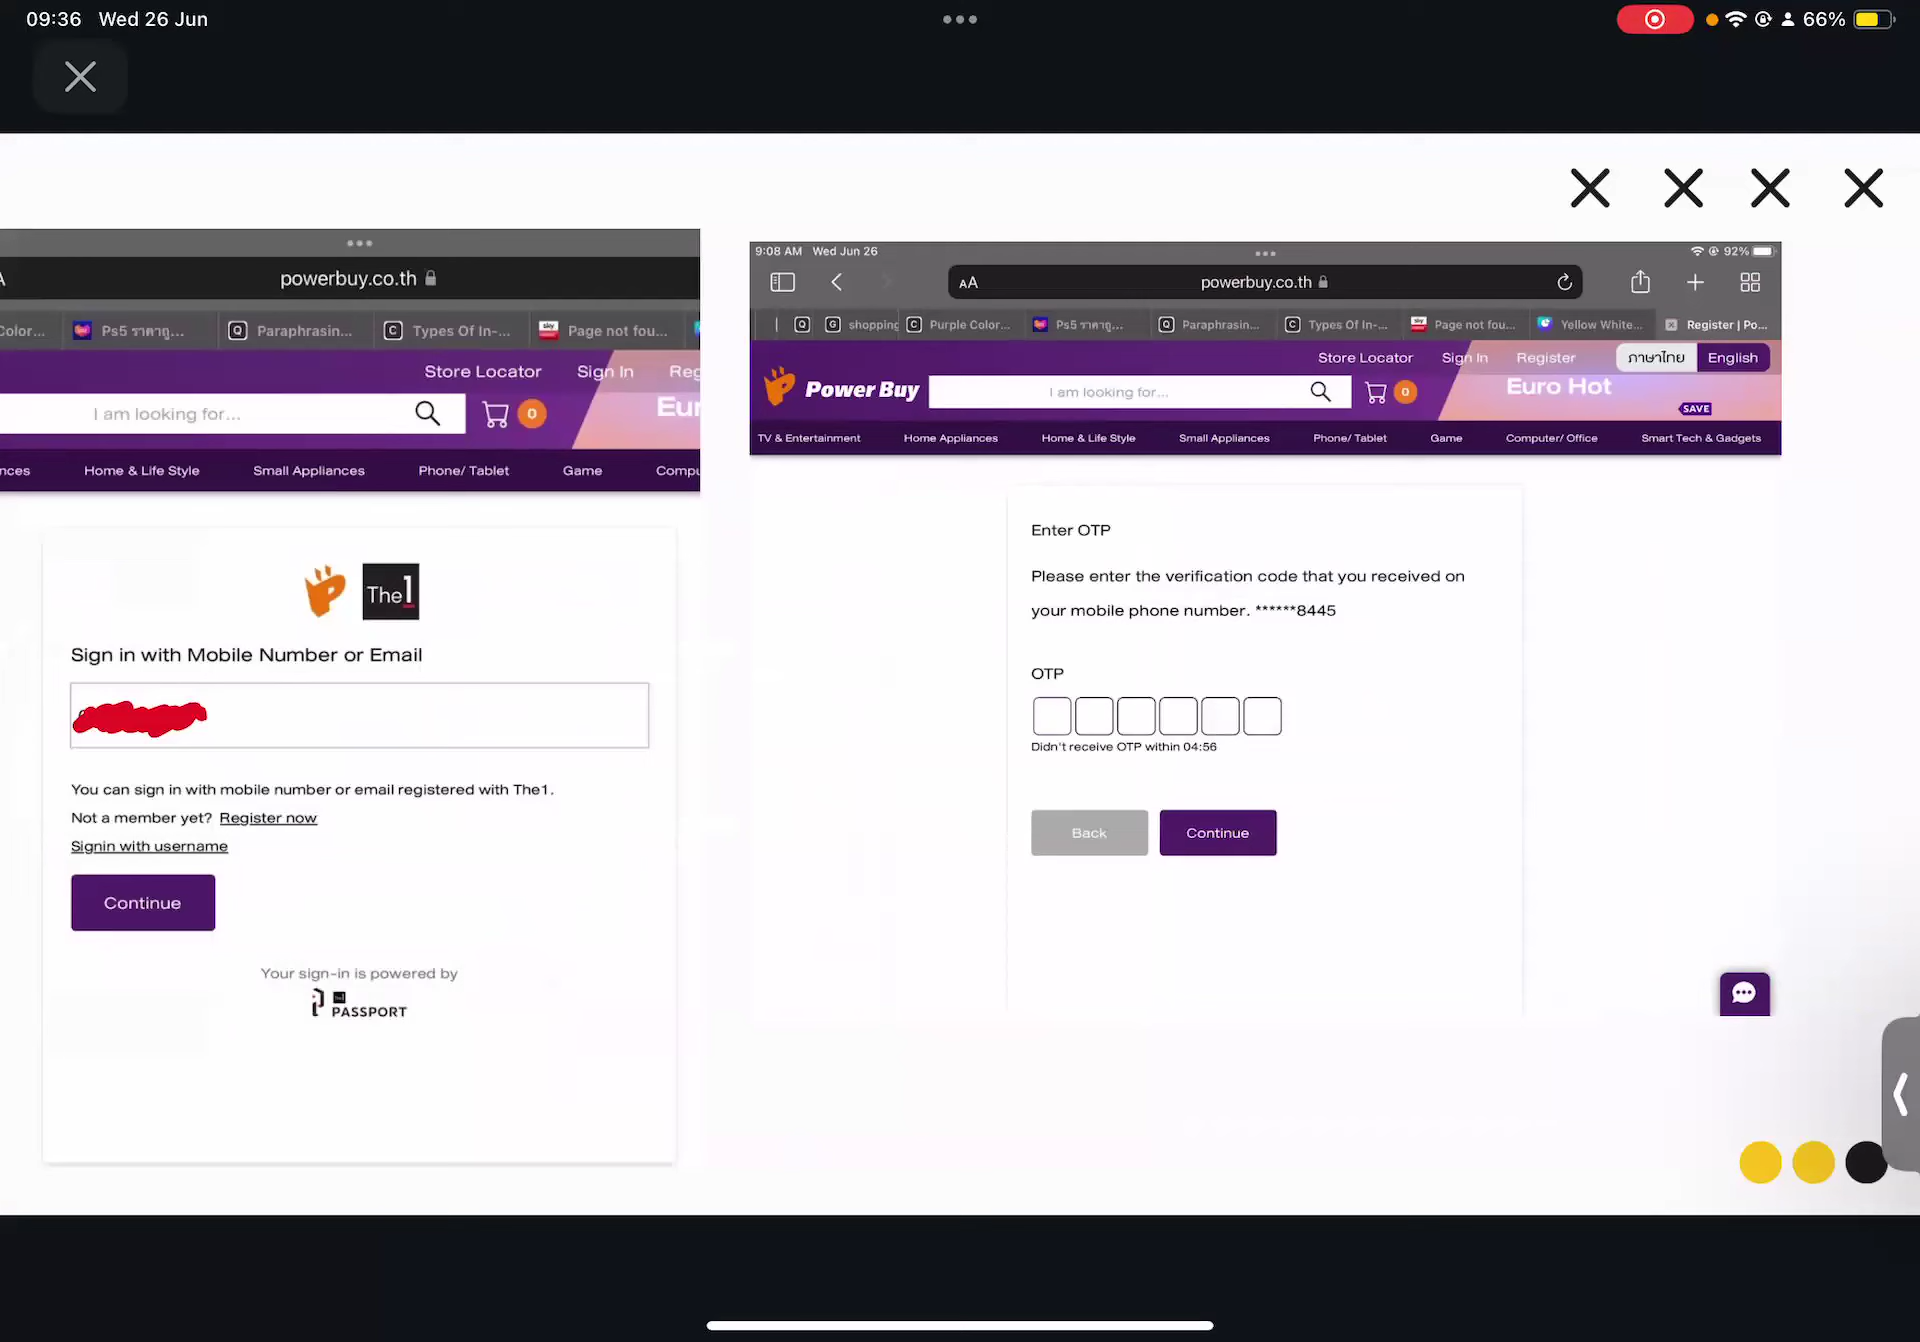 09:36 Wed 26 Jun
66%
powerbuy.co.th
Color...
Ps5 ราคาถู...
Paraphrasin...
Types Of In-...
sky
Page not fou...
Store Locator
Sign In
Reg
I am looking for...
0
Eur
nces
Home & Life Style
Small Appliances
Phone/ Tablet
Game
Compu
The1
Sign in with Mobile Number or Email
You can sign in with mobile number or email registered with The1.
Not a member yet? Register now
Signin with username
Continue
Your sign-in is powered by
PASSPORT
9:08 AM Wed Jun 26
92%
AA
powerbuy.co.th
shopping
Purple Color...
Ps5 ราคาถู...
Paraphrasin...
Types Of In-...
sky
Page not fou...
Yellow White...
Register | Po...
Store Locator
Sign In
Register
ภาษาไทย
English
Power Buy
I am looking for...
0
Euro Hot
SAVE
TV & Entertainment
Home Appliances
Home & Life Style
Small Appliances
Phone/ Tablet
Game
Computer/ Office
Smart Tech & Gadgets
Enter OTP
Please enter the verification code that you received on
your mobile phone number. ******8445
OTP
Didn't receive OTP within 04:56
Back
Continue